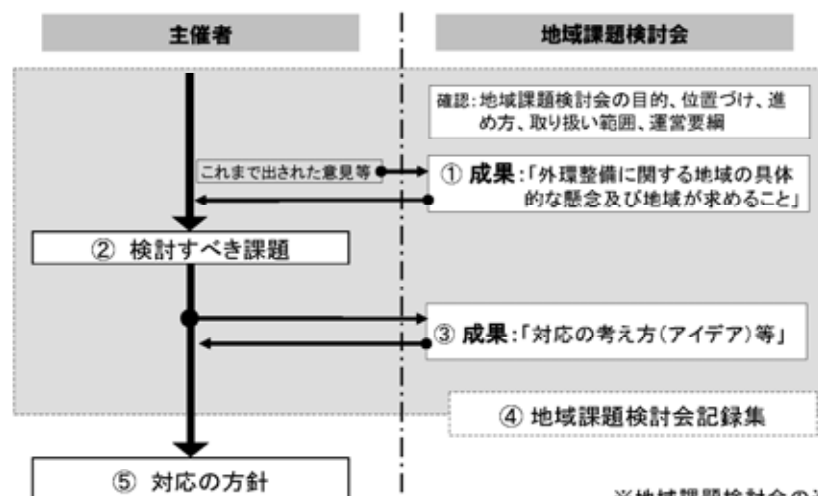 主催者
地域課題検討会
確認:地域課題検討会の目的、位置づけ、進
め方、取り扱い範囲、運営要綱
これまで出された意見等
① 成果:「外環整備に関する地域の具体
的な懸念及び地域が求めること」
② 検討すべき課題
③ 成果:「対応の考え方(アイデア)等」
④ 地域課題検討会記録集
⑤ 対応の方針
※地域課題検討会の